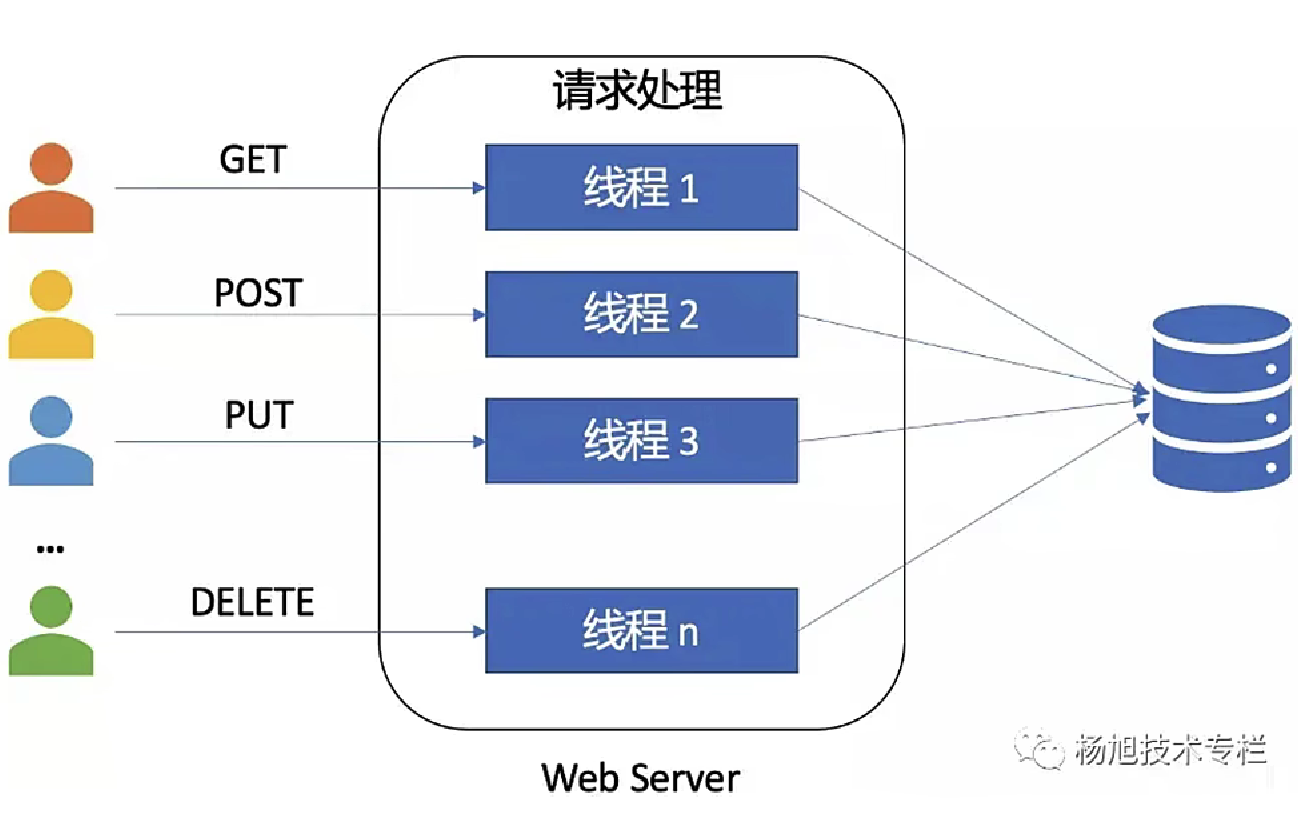 请求处理
GET
线程 1
POST
线程 2
PUT
线程 3
...
DELETE
线程 n
Web Server
杨旭技术专栏